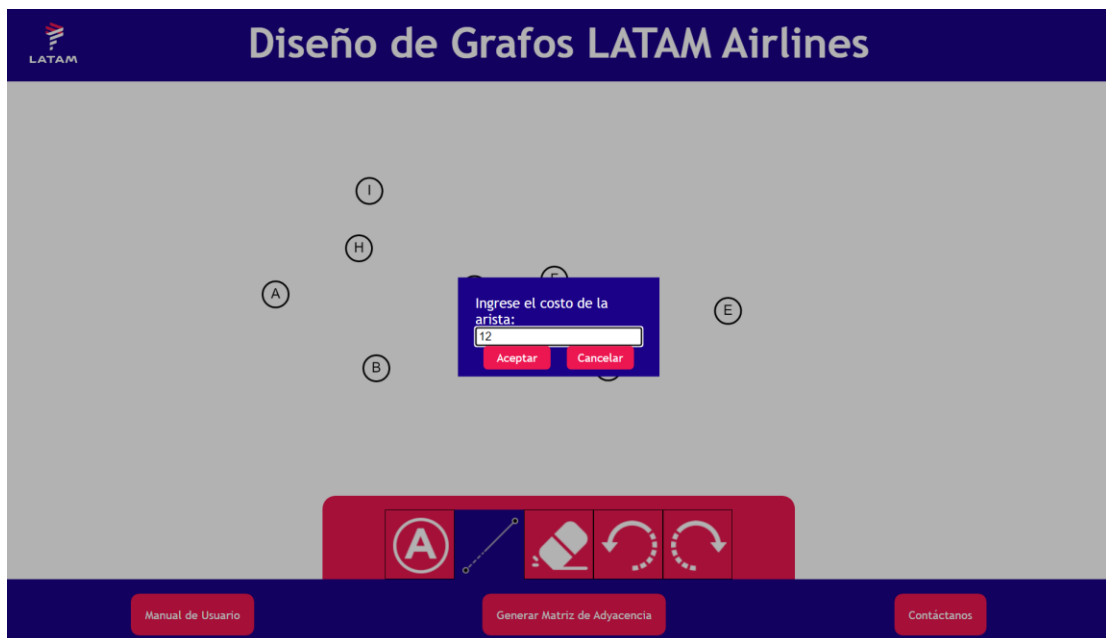 LATAM
Diseño de Grafos LATAM Airlines
I
H
A
E
Ingrese el costo de la
arista:
12
Aceptar
Cancelar
B
A
Manual de Usuario
Generar Matriz de Adyacencia
Contáctanos